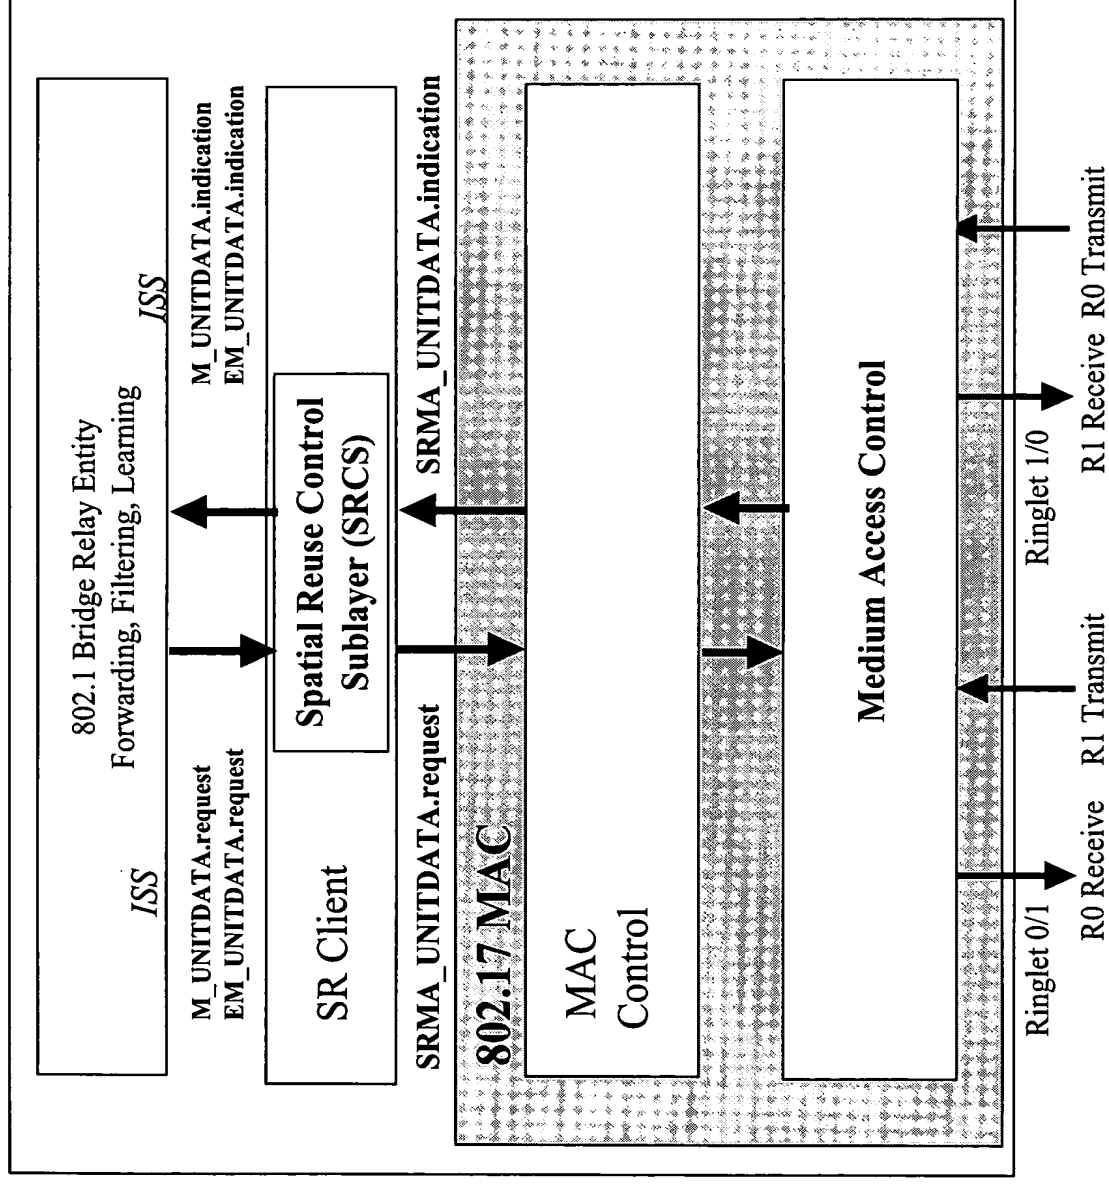 802.1 Bridge Relay Entity
Forwarding, Filtering, Learning
ISS
ISS
M_UNITDATA.request
EM_UNITDATA.request
M_UNITDATA.indication
EM_UNITDATA.indication
SR Client
Spatial Reuse Control
Sublayer (SRCS)
SRMA_UNITDATA.request
SRMA_UNITDATA.indication
802.17 MAC
MAC
Control
Medium Access Control
Ringlet 0/1
Ringlet 1/0
R0 Receive
R1 Transmit
R1 Receive
R0 Transmit